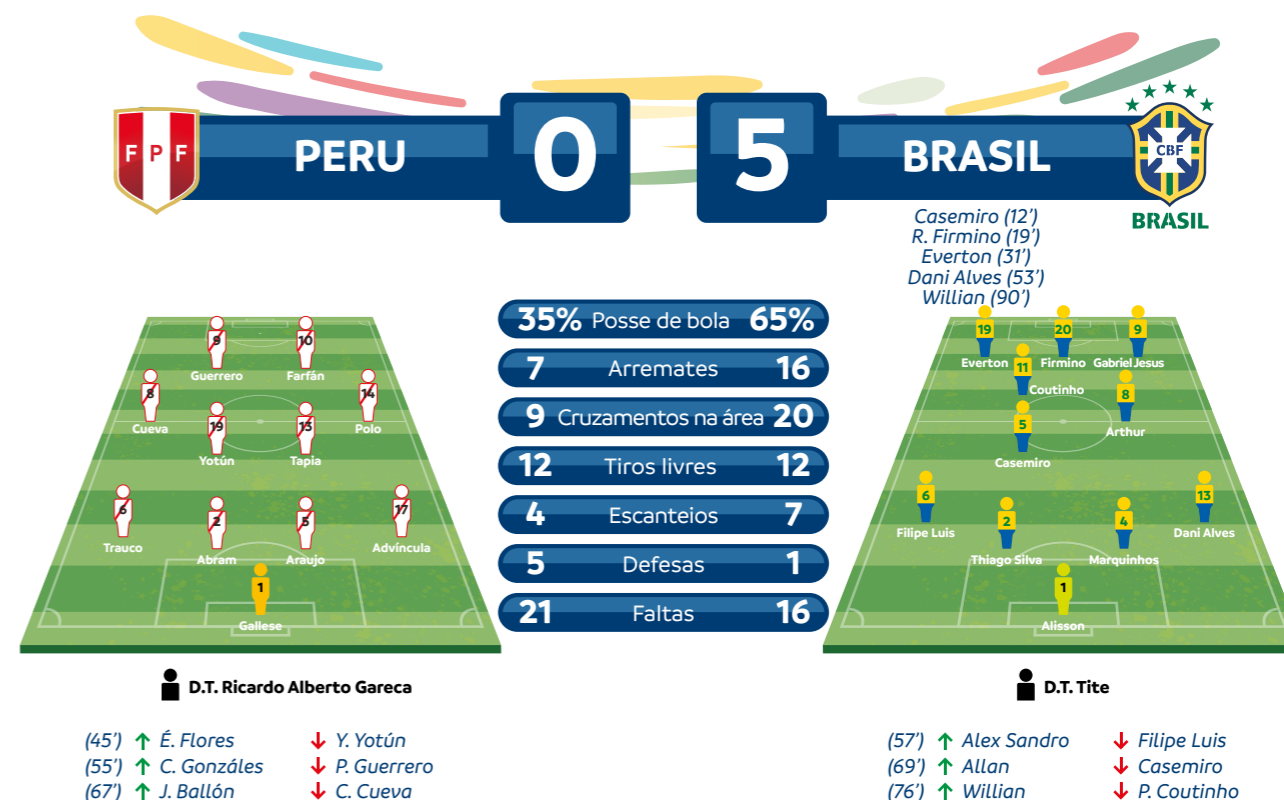 FPF
PERU
0
5
BRASIL
CBF
BRASIL
Casemiro (12’)
R. Firmino (19’)
Everton (31’)
Dani Alves (53’)
Willian (90’)
9
10
Guerrero
Farfán
8
14
Cueva
Polo
19
13
Yotún
Tapia
6
17
2
5
Trauco
Advíncula
Abram
Araujo
1
Gallese
35% Posse de bola 65%
7 Arremates 16
9 Cruzamentos na área 20
12 Tiros livres 12
4 Escanteios 7
5 Defesas 1
21 Faltas 16
19
20
9
Everton
Firmino
Gabriel Jesus
11
Coutinho
8
Arthur
5
Casemiro
6
13
2
4
Filipe Luis
Dani Alves
Thiago Silva
Marquinhos
1
Alisson
D.T. Ricardo Alberto Gareca
(45’) ↑ É. Flores ↓ Y. Yotún
(55’) ↑ C. Gonzáles ↓ P. Guerrero
(67’) ↑ J. Ballón ↓ C. Cueva
D.T. Tite
(57’) ↑ Alex Sandro ↓ Filipe Luis
(69’) ↑ Allan ↓ Casemiro
(76’) ↑ Willian ↓ P. Coutinho